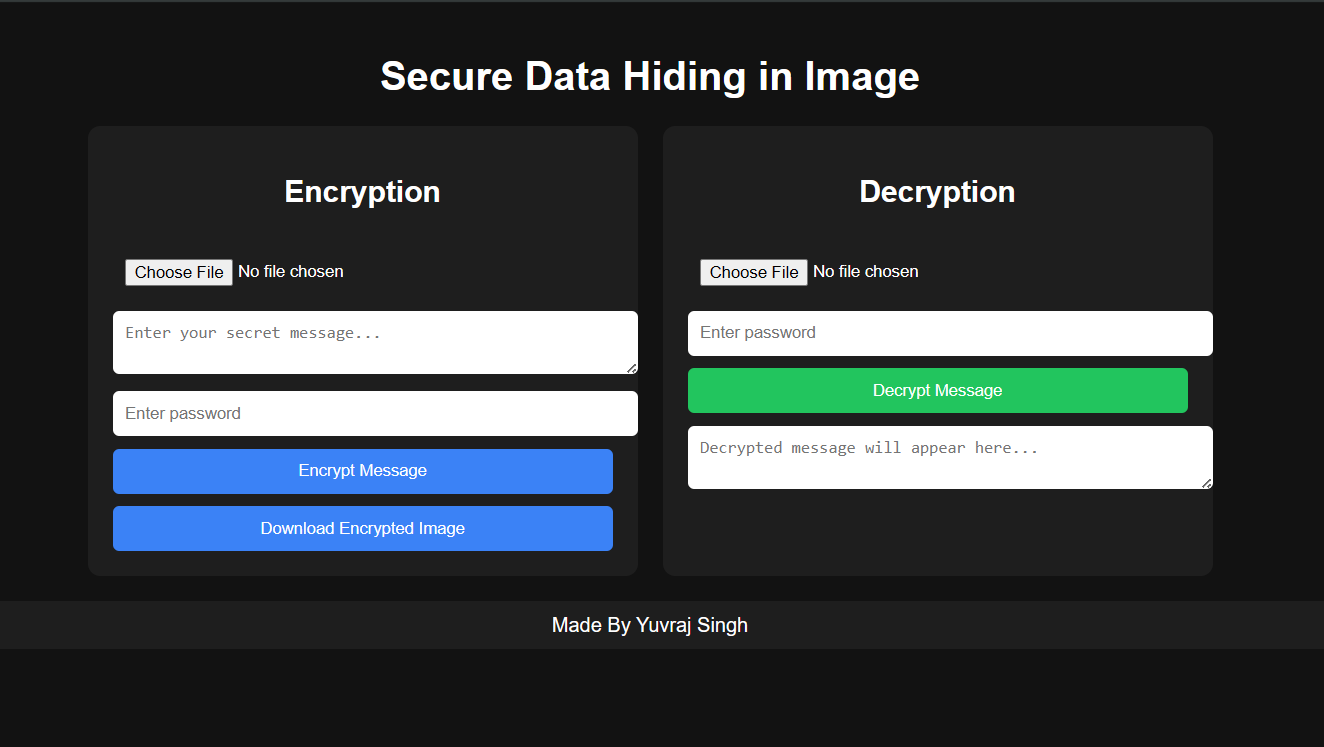 Secure Data Hiding in Image
Encryption
Choose File No file chosen
Enter your secret message...
Enter password
Encrypt Message
Download Encrypted Image
Decryption
Choose File No file chosen
Enter password
Decrypt Message
Decrypted message will appear here...
Made By Yuvraj Singh